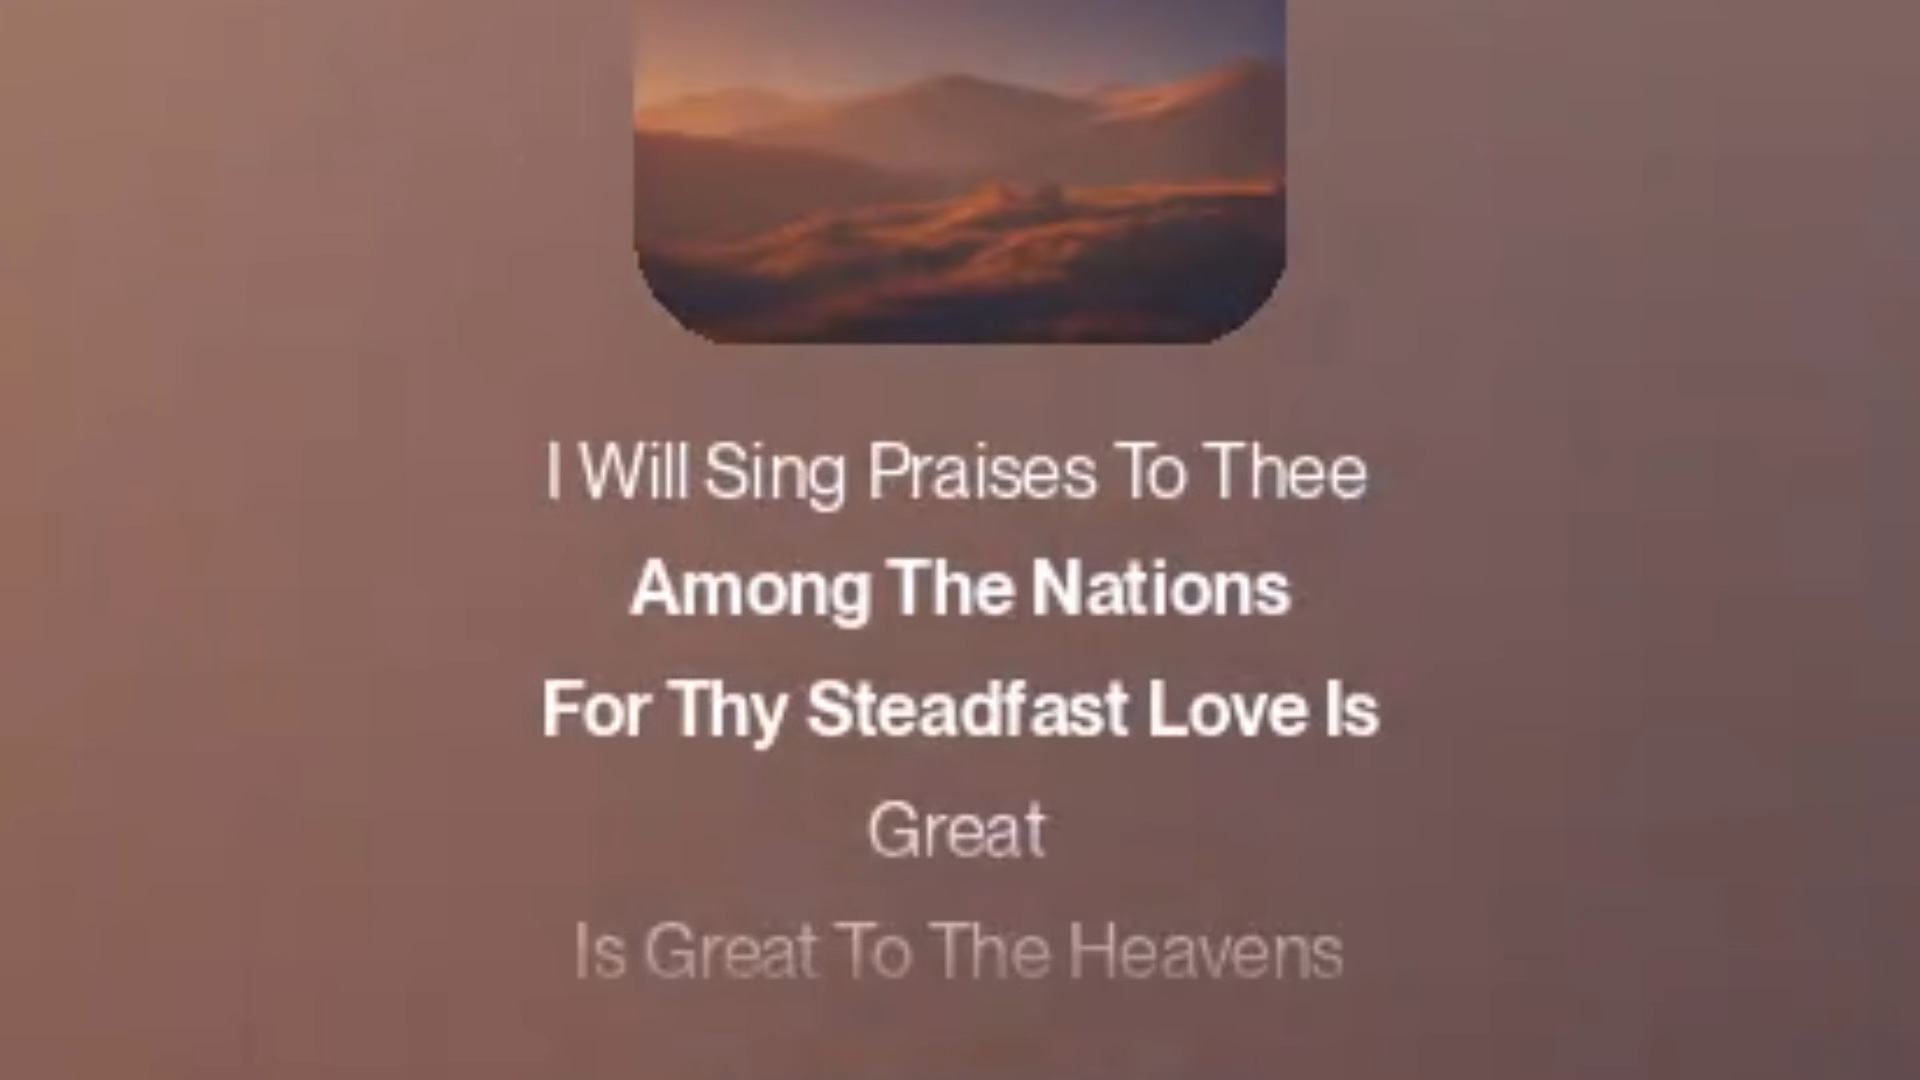 I Will Sing Praises To Thee
Among The Nations
For Thy Steadfast Love Is
Great
Is Great To The Heavens